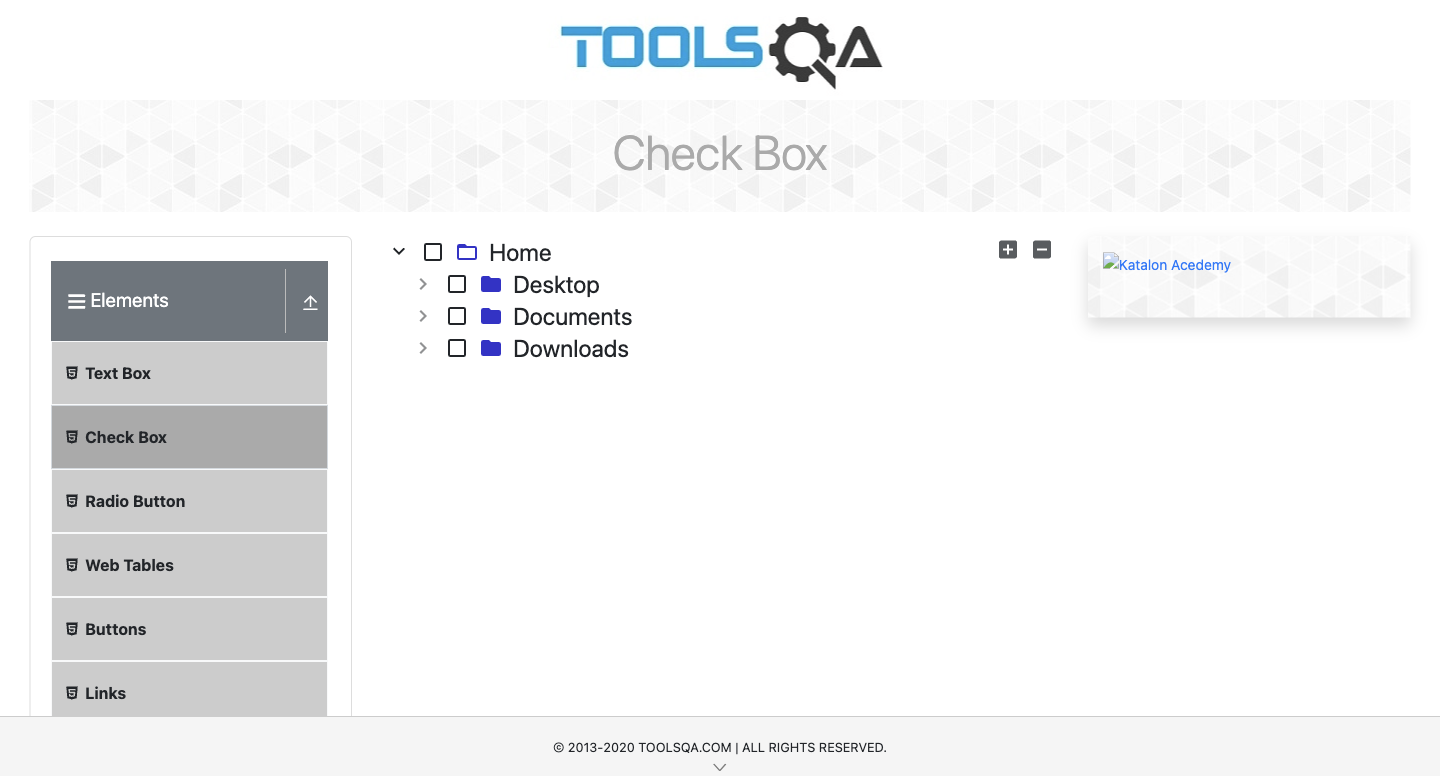 TOOLSQA
Check Box
Elements
Text Box
Check Box
Radio Button
Web Tables
Buttons
Links
Home
Desktop
Documents
Downloads
Katalon Acedemy
© 2013-2020 TOOLSQA.COM | ALL RIGHTS RESERVED.